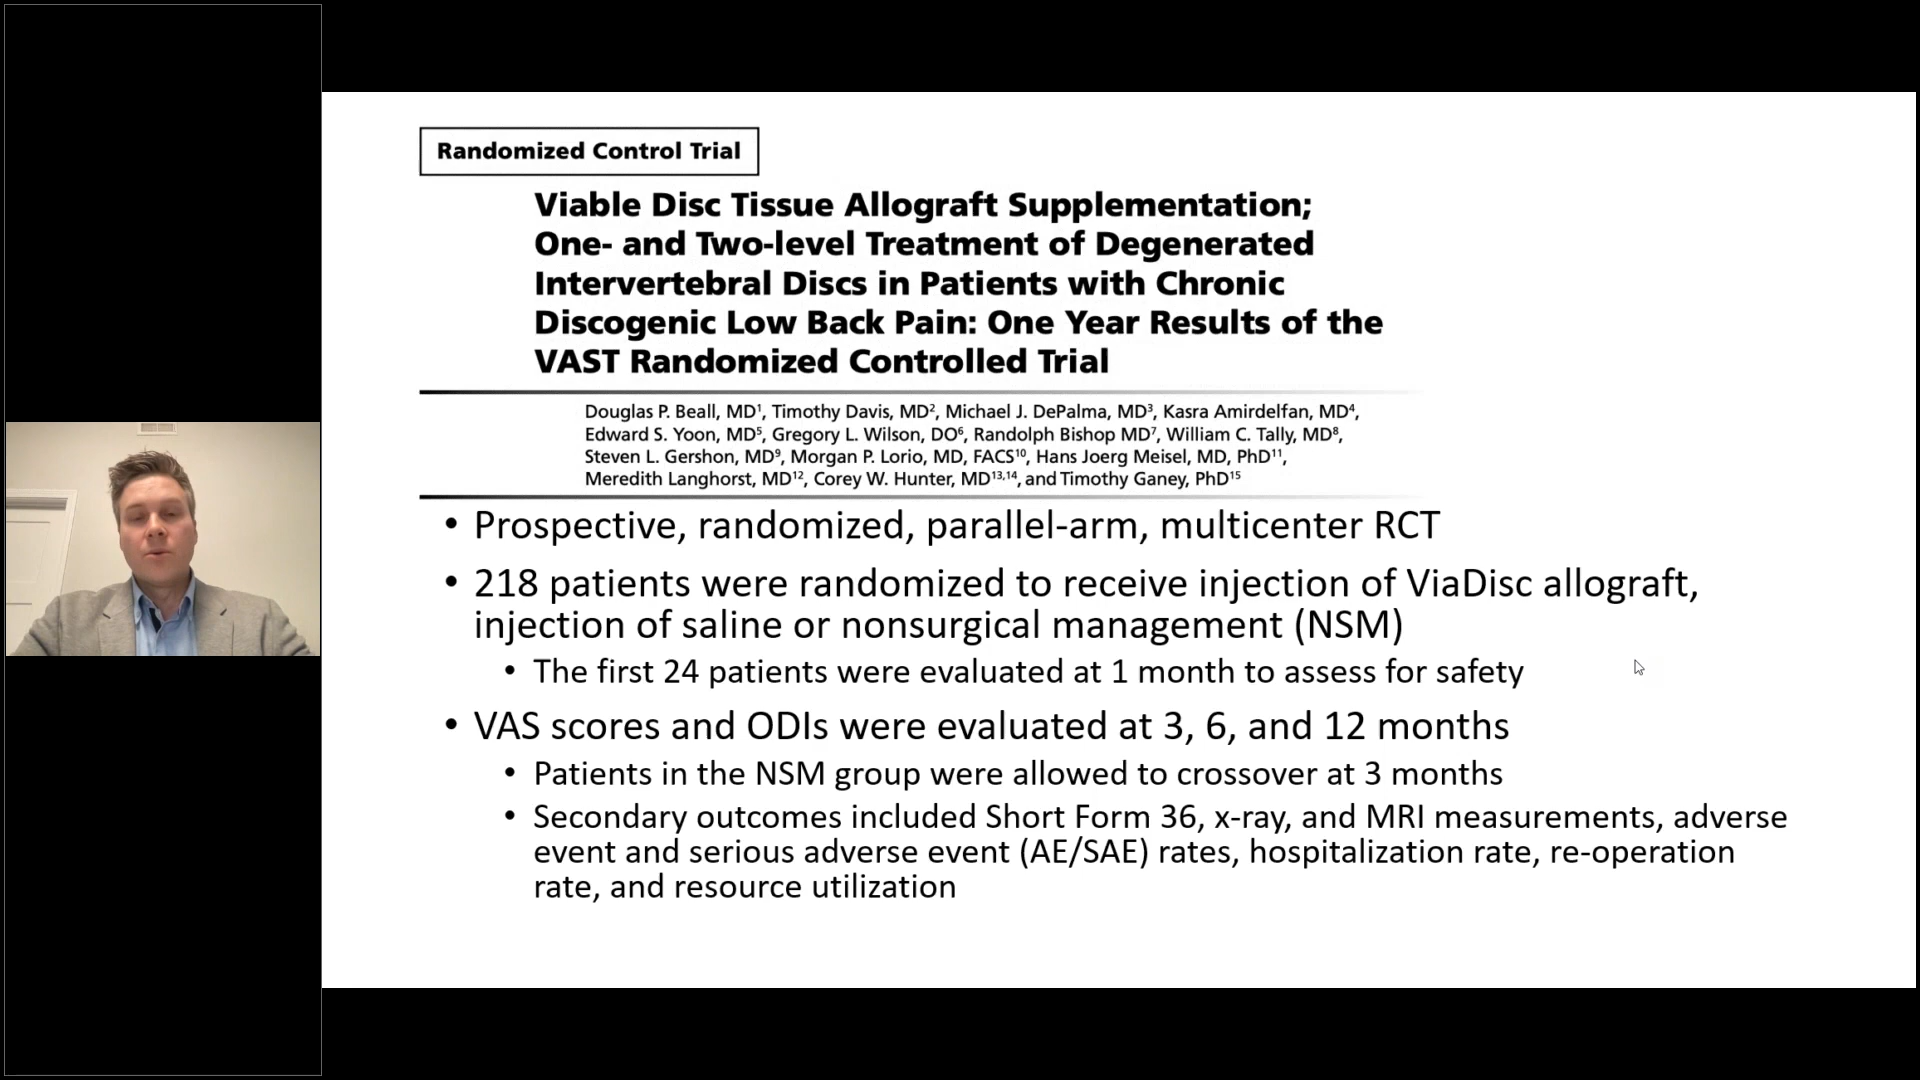 Randomized Control Trial
Viable Disc Tissue Allograft Supplementation;
One- and Two-level Treatment of Degenerated
Intervertebral Discs in Patients with Chronic
Discogenic Low Back Pain: One Year Results of the
VAST Randomized Controlled Trial
Douglas P. Beall, MD¹, Timothy Davis, MD², Michael J. DePalma, MD³, Kasra Amirdelfan, MD⁴,
Edward S. Yoon, MD⁵, Gregory L. Wilson, DO⁶, Randolph Bishop MD⁷, William C. Tally, MD⁸,
Steven L. Gershon, MD⁹, Morgan P. Lorio, MD, FACS¹⁰, Hans Joerg Meisel, MD, PhD¹¹,
Meredith Langhorst, MD¹², Corey W. Hunter, MD¹³,¹⁴, and Timothy Ganey, PhD¹⁵
• Prospective, randomized, parallel-arm, multicenter RCT
• 218 patients were randomized to receive injection of ViaDisc allograft,
injection of saline or nonsurgical management (NSM)
• The first 24 patients were evaluated at 1 month to assess for safety
• VAS scores and ODIs were evaluated at 3, 6, and 12 months
• Patients in the NSM group were allowed to crossover at 3 months
• Secondary outcomes included Short Form 36, x-ray, and MRI measurements, adverse
event and serious adverse event (AE/SAE) rates, hospitalization rate, re-operation
rate, and resource utilization